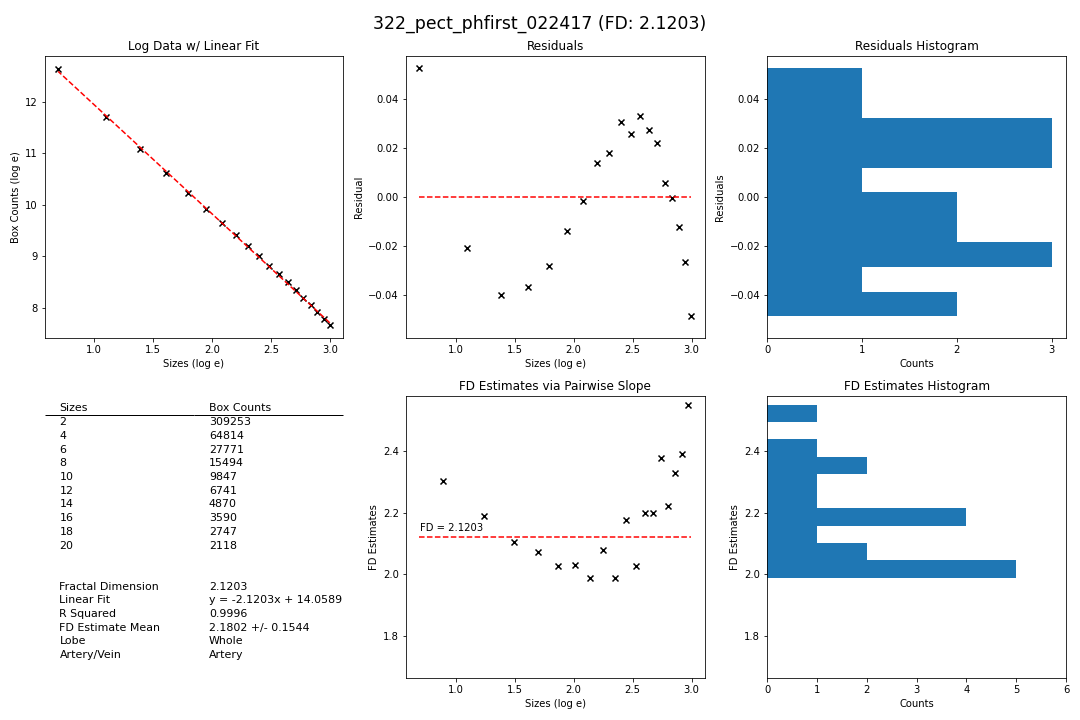 322_pect_phfirst_022417 (FD: 2.1203)
Log Data w/ Linear Fit
12
11
10
9
8
Box Counts (log e)
1.0 1.5 2.0 2.5 3.0
Sizes (log e)
Residuals
0.04
0.02
0.00
−0.02
−0.04
Residual
1.0 1.5 2.0 2.5 3.0
Sizes (log e)
Residuals Histogram
0.04
0.02
0.00
−0.02
−0.04
Residuals
0 1 2 3
Counts
Sizes Box Counts
2 309253
4 64814
6 27771
8 15494
10 9847
12 6741
14 4870
16 3590
18 2747
20 2118
Fractal Dimension 2.1203
Linear Fit y = -2.1203x + 14.0589
R Squared 0.9996
FD Estimate Mean 2.1802 +/- 0.1544
Lobe Whole
Artery/Vein Artery
FD Estimates via Pairwise Slope
2.4
2.2
2.0
1.8
FD Estimates
FD = 2.1203
1.0 1.5 2.0 2.5 3.0
Sizes (log e)
FD Estimates Histogram
2.4
2.2
2.0
1.8
FD Estimates
0 1 2 3 4 5 6
Counts